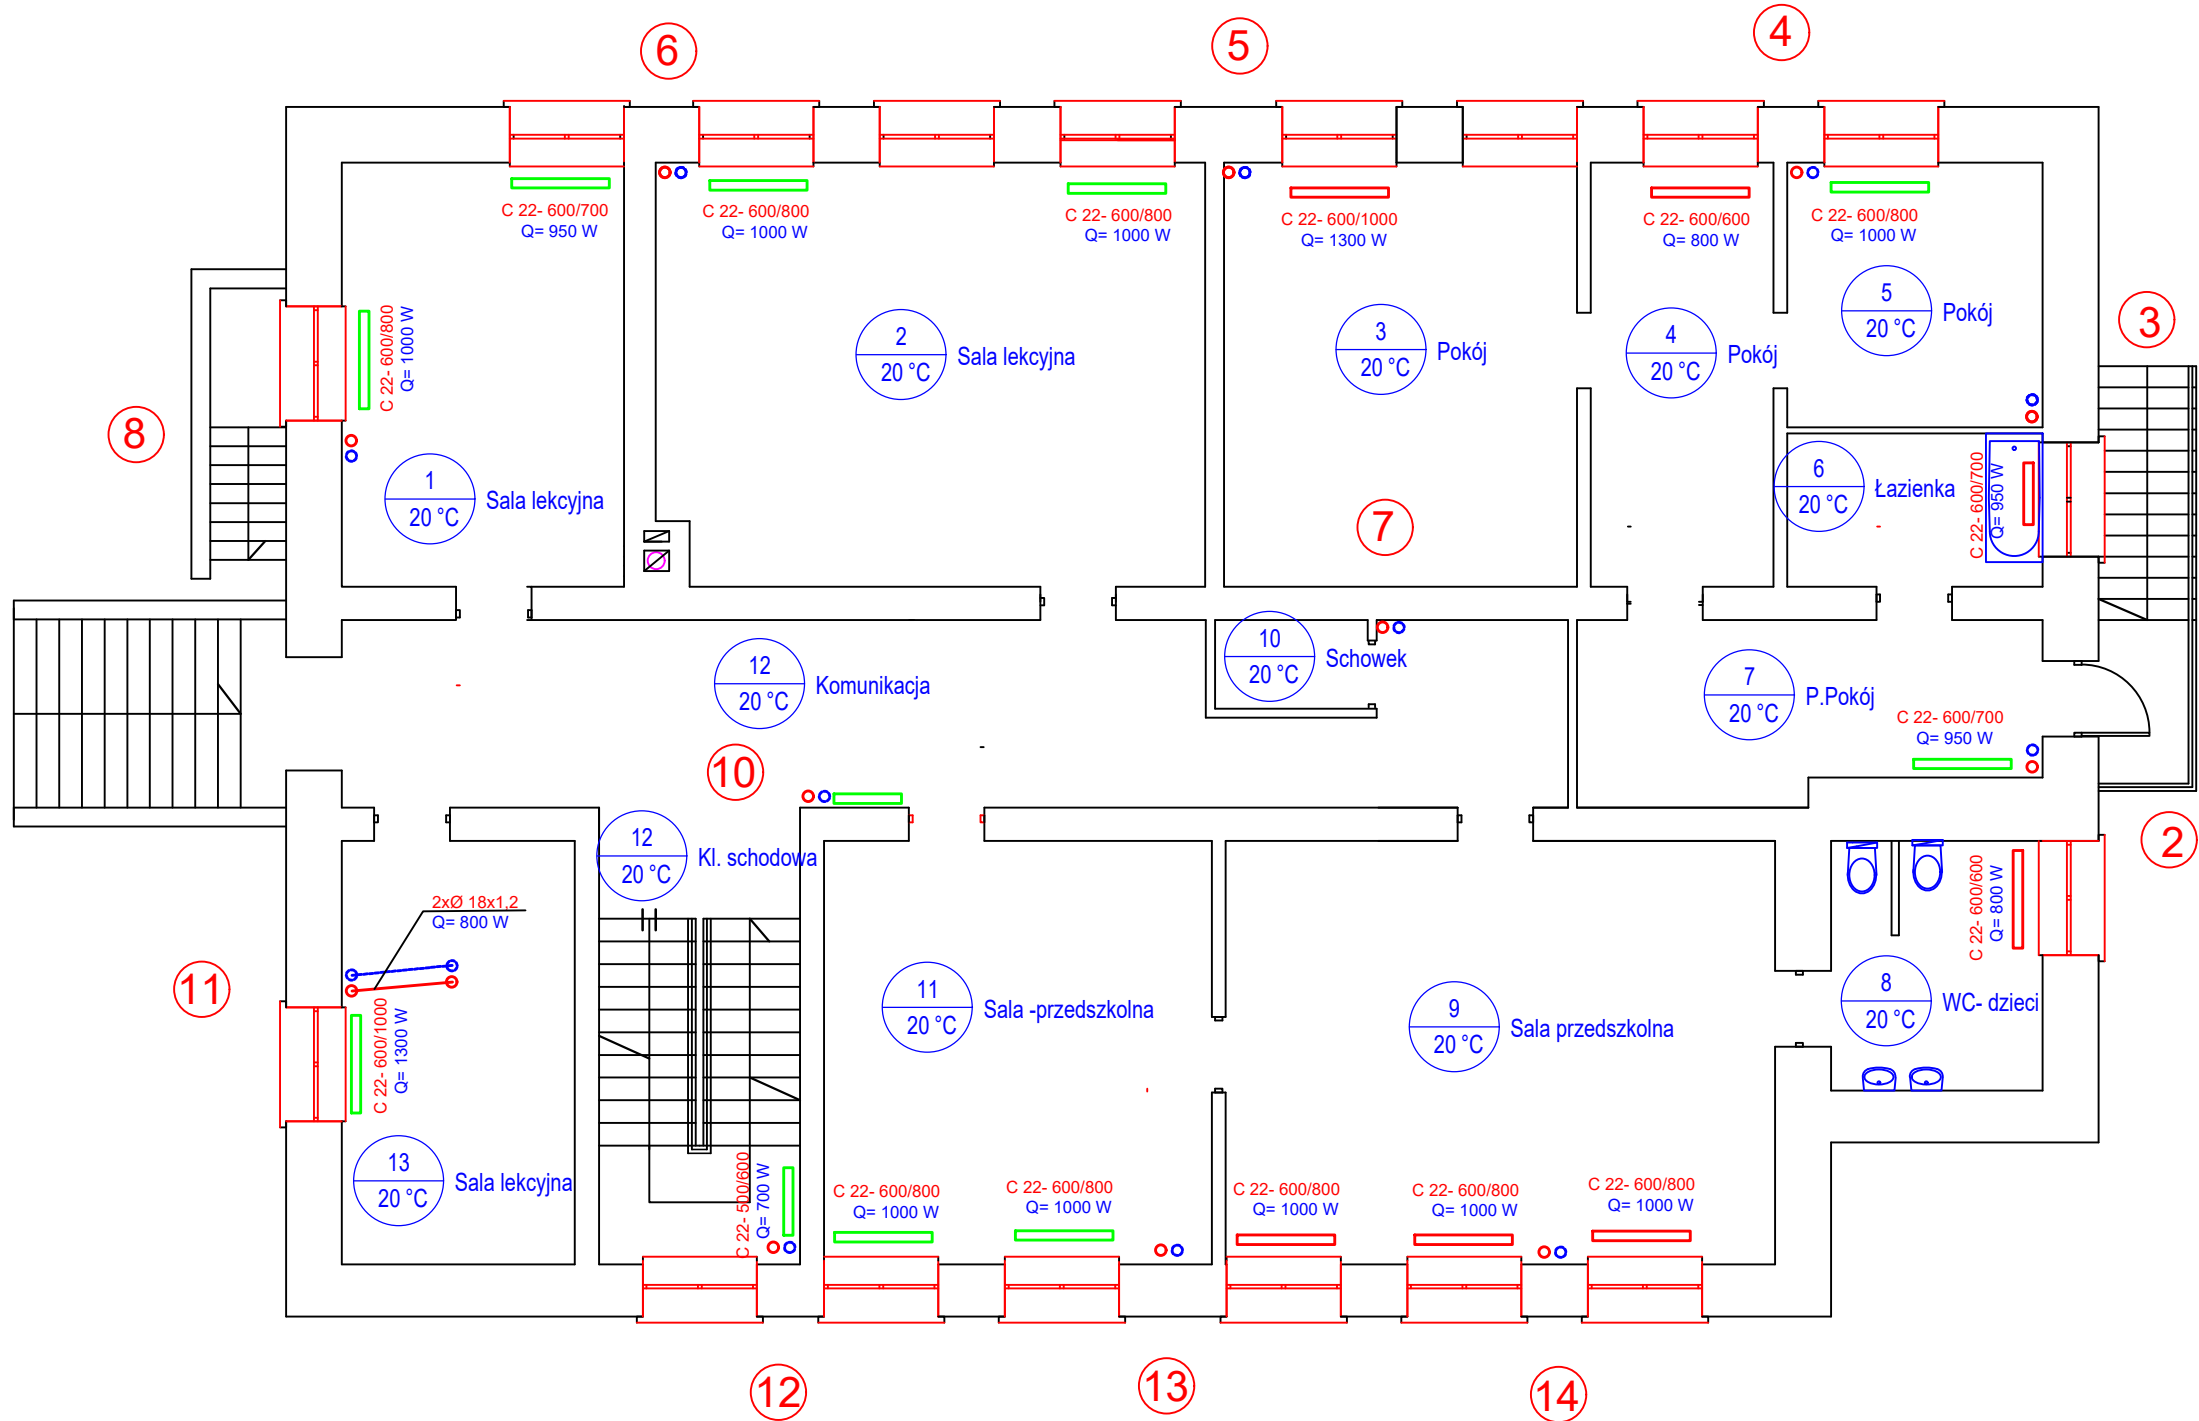 6
5
4
C 22- 600/700
Q= 950 W
C 22- 600/800
Q= 1000 W
C 22- 600/800
Q= 1000 W
C 22- 600/1000
Q= 1300 W
C 22- 600/600
Q= 800 W
C 22- 600/800
Q= 1000 W
C 22- 600/800
Q= 1000 W
2
20 °C
Sala lekcyjna
3
20 °C
Pokój
4
20 °C
Pokój
5
20 °C
Pokój
3
8
1
20 °C
Sala lekcyjna
7
6
20 °C
Łazienka
C 22- 600/700
Q= 950 W
12
20 °C
Komunikacja
10
20 °C
Schowek
7
20 °C
P.Pokój
C 22- 600/700
Q= 950 W
10
2
12
20 °C
Kl. schodowa
2xØ 18x1,2
Q= 800 W
C 22- 600/600
Q= 800 W
11
C 22- 600/1000
Q= 1300 W
11
20 °C
Sala -przedszkolna
9
20 °C
Sala przedszkolna
8
20 °C
WC- dzieci
13
20 °C
Sala lekcyjna
C 22- 500/600
Q= 700 W
C 22- 600/800
Q= 1000 W
C 22- 600/800
Q= 1000 W
C 22- 600/800
Q= 1000 W
C 22- 600/800
Q= 1000 W
C 22- 600/800
Q= 1000 W
12
13
14